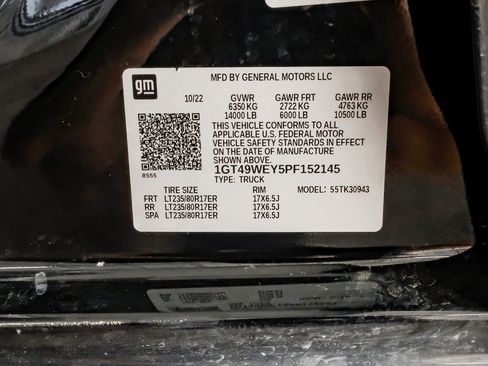 gm
MFD BY GENERAL MOTORS LLC
10/22 GVWR GAWR FRT GAWR RR
6350 KG 2722 KG 4763 KG
14000 LB 6000 LB 10500 LB
THIS VEHICLE CONFORMS TO ALL
APPLICABLE U.S. FEDERAL MOTOR
VEHICLE SAFETY STANDARDS IN EFFECT
ON THE DATE OF MANUFACTURE
SHOWN ABOVE.
1GT49WEY5PF152145
8555 TYPE: TRUCK
TIRE SIZE RIM MODEL: 55TK30943
FRT LT235/80R17ER 17X6.5J
RR LT235/80R17ER 17X6.5J
SPA LT235/80R17ER 17X6.5J